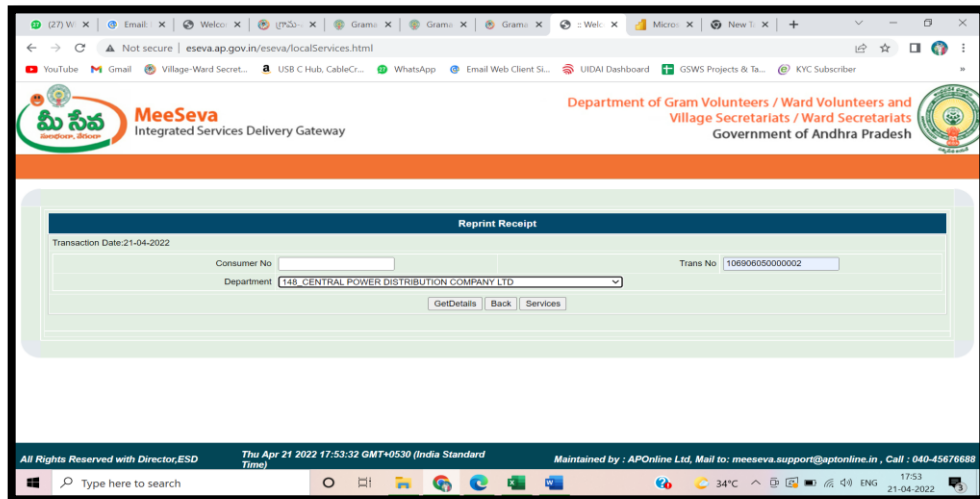 (27) W
Email:
Welco
Grama
Grama
Grama
:: Welc
Micros
New T
Not secure | eseva.ap.gov.in/eseva/localServices.html
YouTube Gmail Village-Ward Secret... USB C Hub, CableCr... WhatsApp Email Web Client Si... UIDAI Dashboard GSWS Projects & Ta... KYC Subscriber »
మీ సేవ
MeeSeva
Integrated Services Delivery Gateway
Department of Gram Volunteers / Ward Volunteers and
Village Secretariats / Ward Secretariats
Government of Andhra Pradesh
Reprint Receipt
Transaction Date:21-04-2022
Consumer No Trans No 106906050000002
Department 148_CENTRAL POWER DISTRIBUTION COMPANY LTD
GetDetails Back Services
All Rights Reserved with Director,ESD
Thu Apr 21 2022 17:53:32 GMT+0530 (India Standard
Time)
Maintained by : APOnline Ltd, Mail to: meeseva.support@aptonline.in , Call : 040-45676688
Type here to search
34°C ENG 17:53
21-04-2022